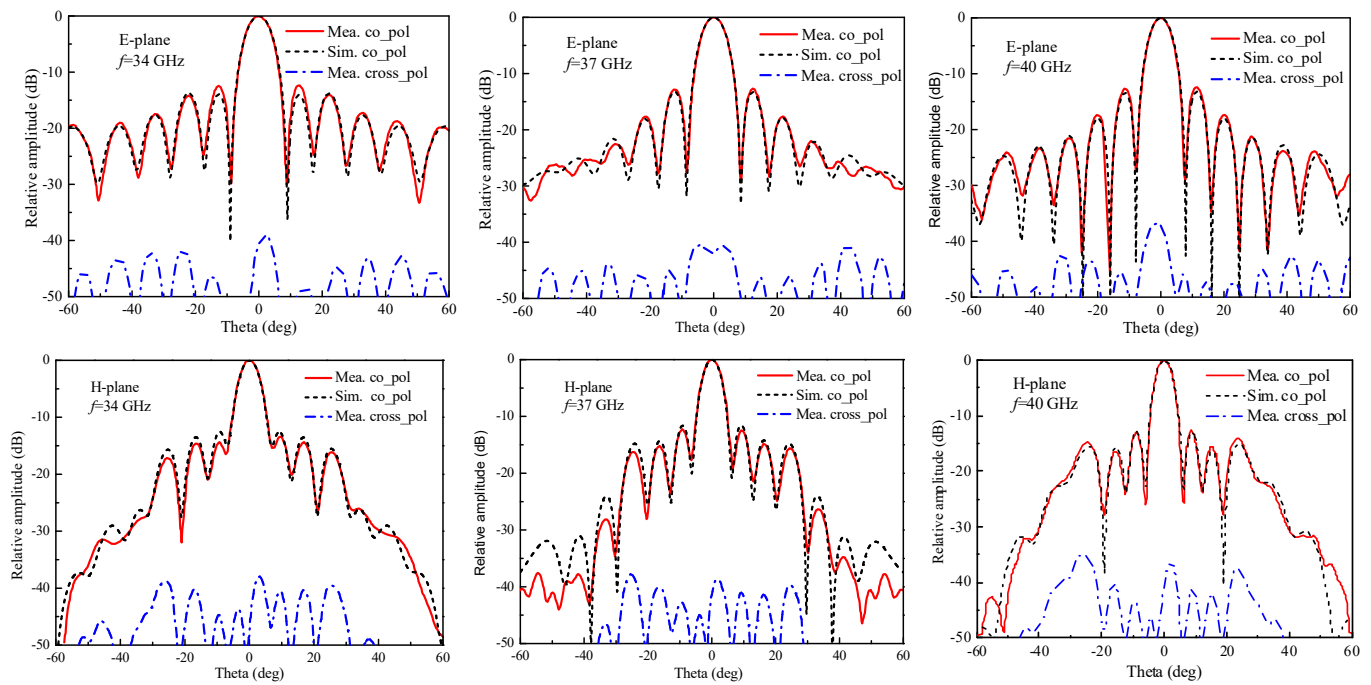 0
-10
-20
-30
-40
-50
Relative amplitude (dB)
E-plane
f=34 GHz
Mea. co_pol
Sim. co_pol
Mea. cross_pol
-60 -40 -20 0 20 40 60
Theta (deg)
0
-10
-20
-30
-40
-50
Relative amplitude (dB)
E-plane
f=37 GHz
Mea. co_pol
Sim. co_pol
Mea. cross_pol
-60 -40 -20 0 20 40 60
Theta (deg)
0
-10
-20
-30
-40
-50
Relative amplitude (dB)
E-plane
f=40 GHz
Mea. co_pol
Sim. co_pol
Mea. cross_pol
-60 -40 -20 0 20 40 60
Theta (deg)
0
-10
-20
-30
-40
-50
Relative amplitude (dB)
H-plane
f=34 GHz
Mea. co_pol
Sim. co_pol
Mea. cross_pol
-60 -40 -20 0 20 40 60
Theta (deg)
0
-10
-20
-30
-40
-50
Relative amplitude (dB)
H-plane
f=37 GHz
Mea. co_pol
Sim. co_pol
Mea. cross_pol
-60 -40 -20 0 20 40 60
Theta (deg)
0
-10
-20
-30
-40
-50
Relative amplitude (dB)
H-plane
f=40 GHz
Mea. co_pol
Sim. co_pol
Mea. cross_pol
-60 -40 -20 0 20 40 60
Theta (deg)